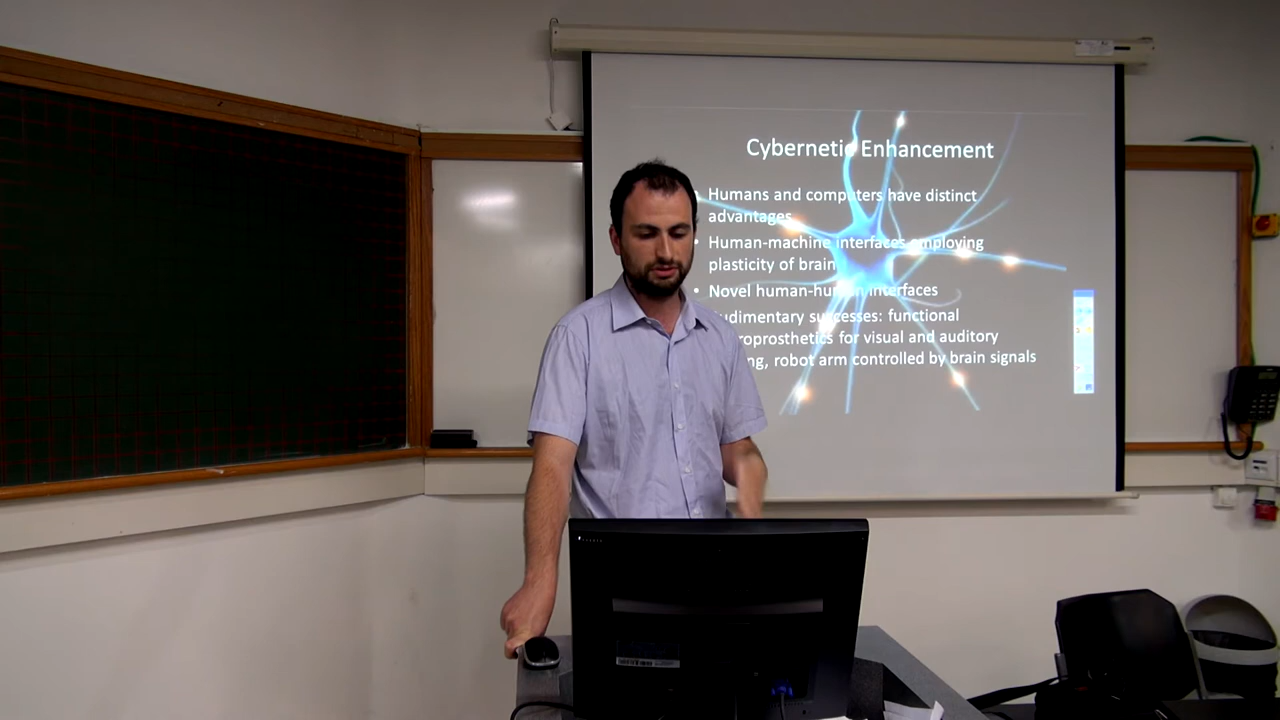 Cybernetic Enhancement
Humans and computers have distinct
advantages
• Human-machine interfaces employing
plasticity of brain
• Novel human-human interfaces
successes: functional
for visual and auditory
robot arm controlled by brain signals